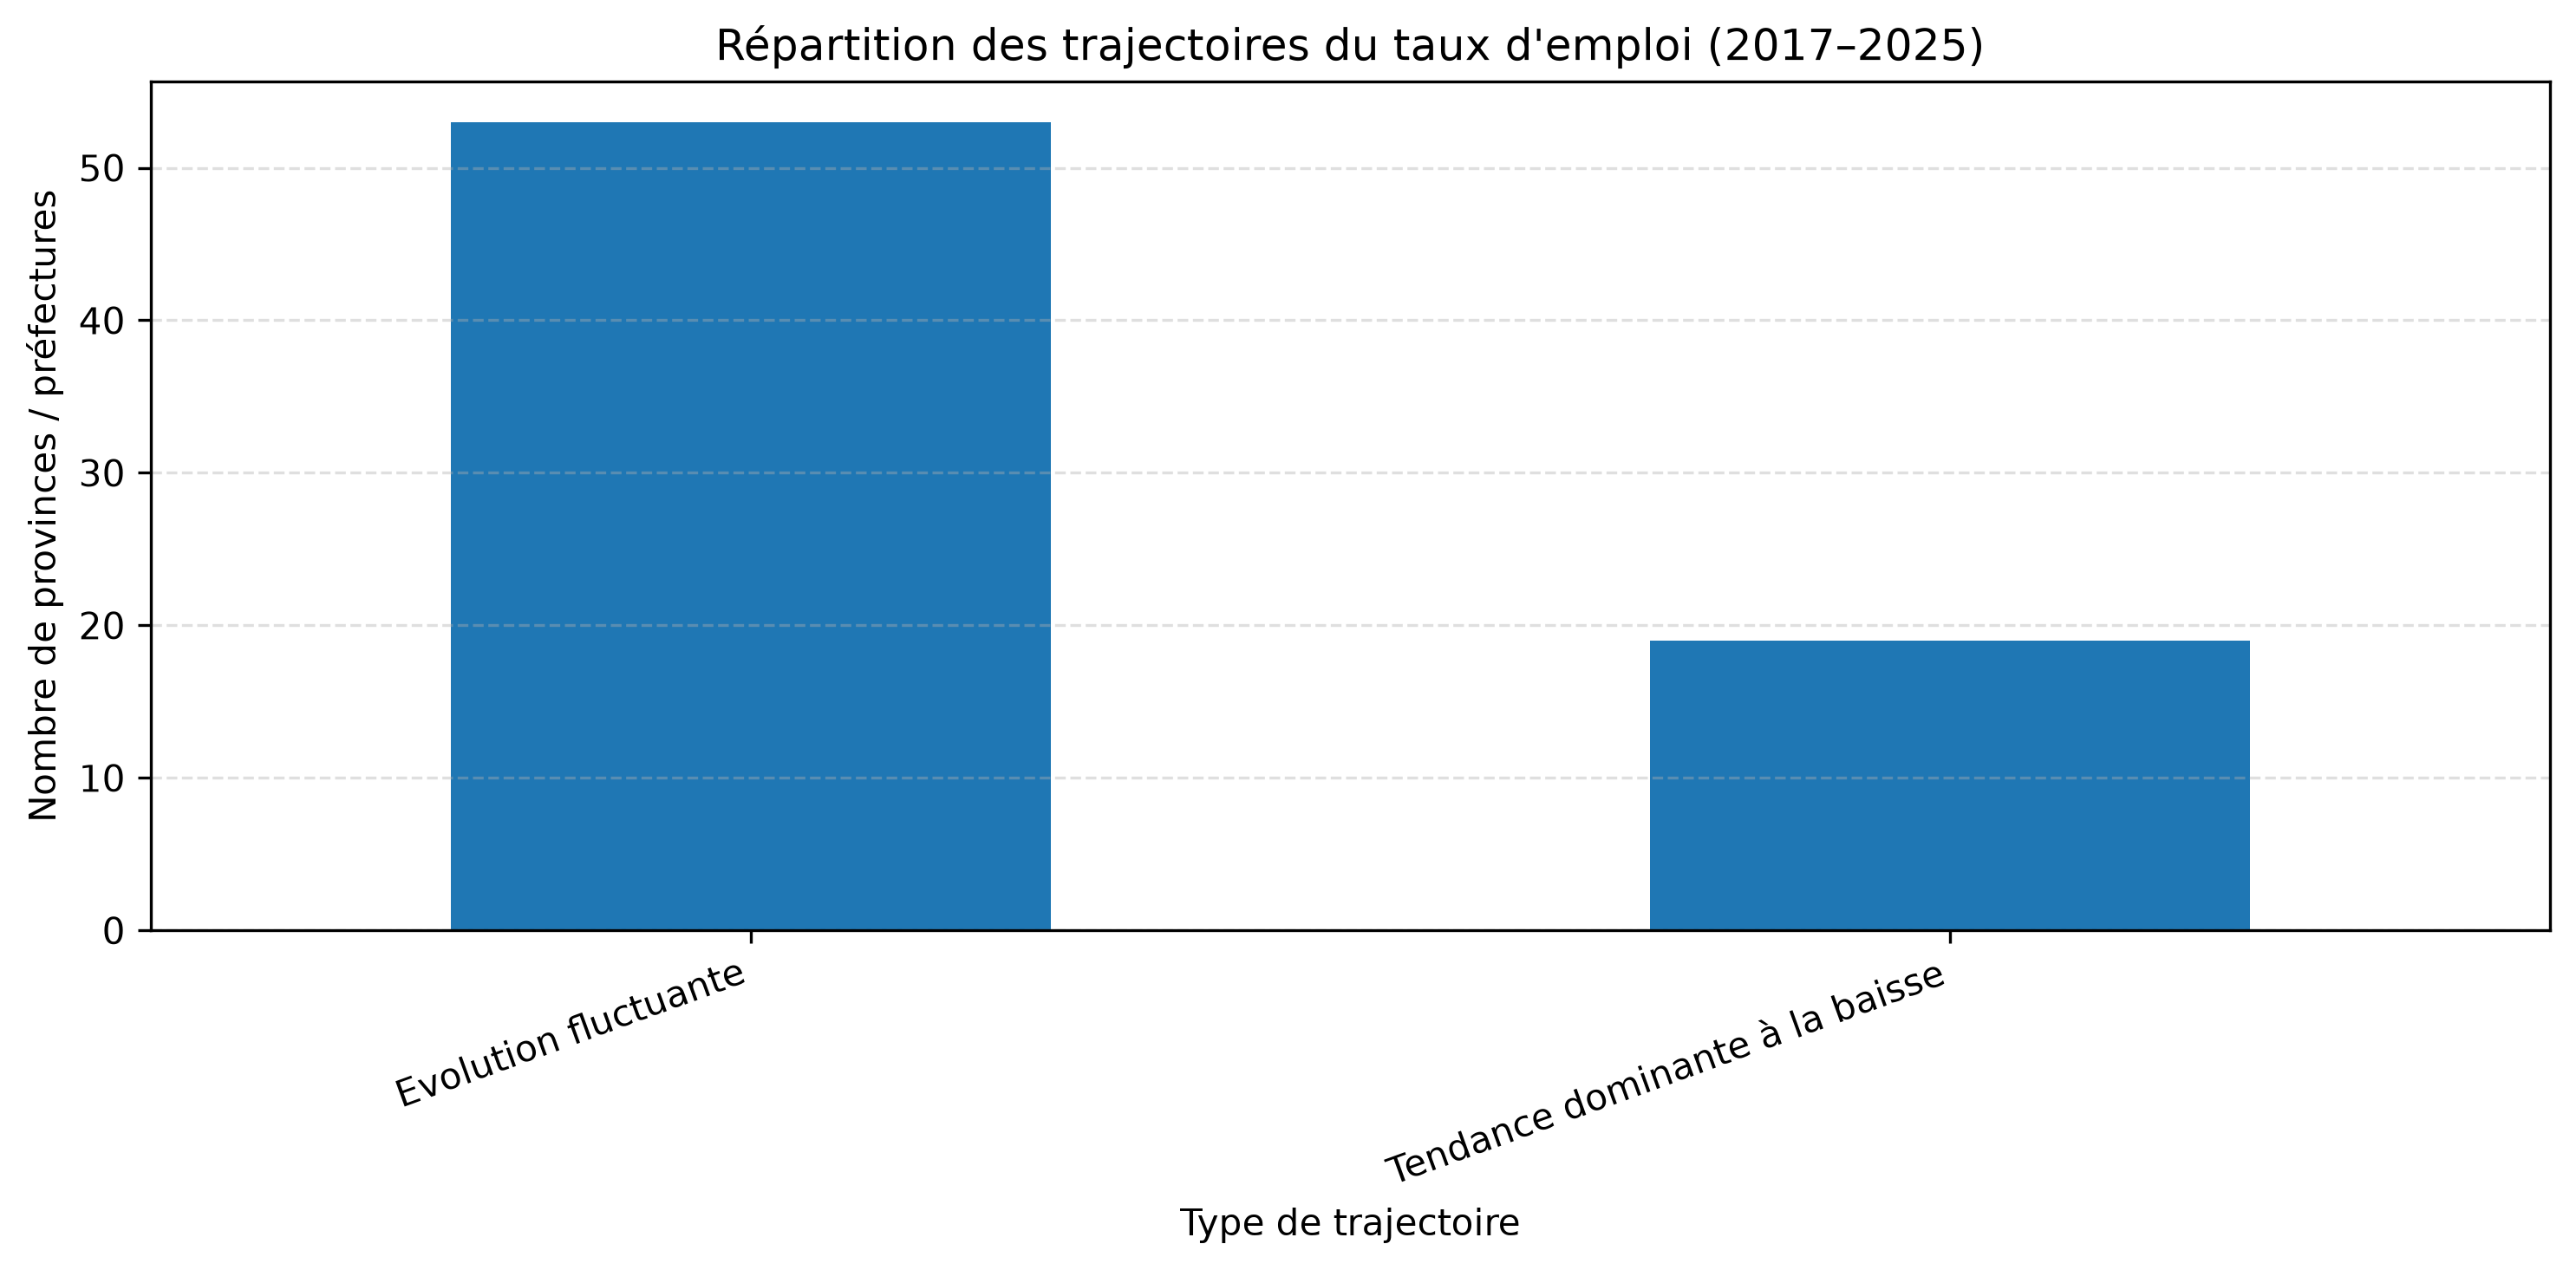 Répartition des trajectoires du taux d'emploi (2017–2025)
Nombre de provinces / préfectures
50
40
30
20
10
0
Evolution fluctuante
Tendance dominante à la baisse
Type de trajectoire